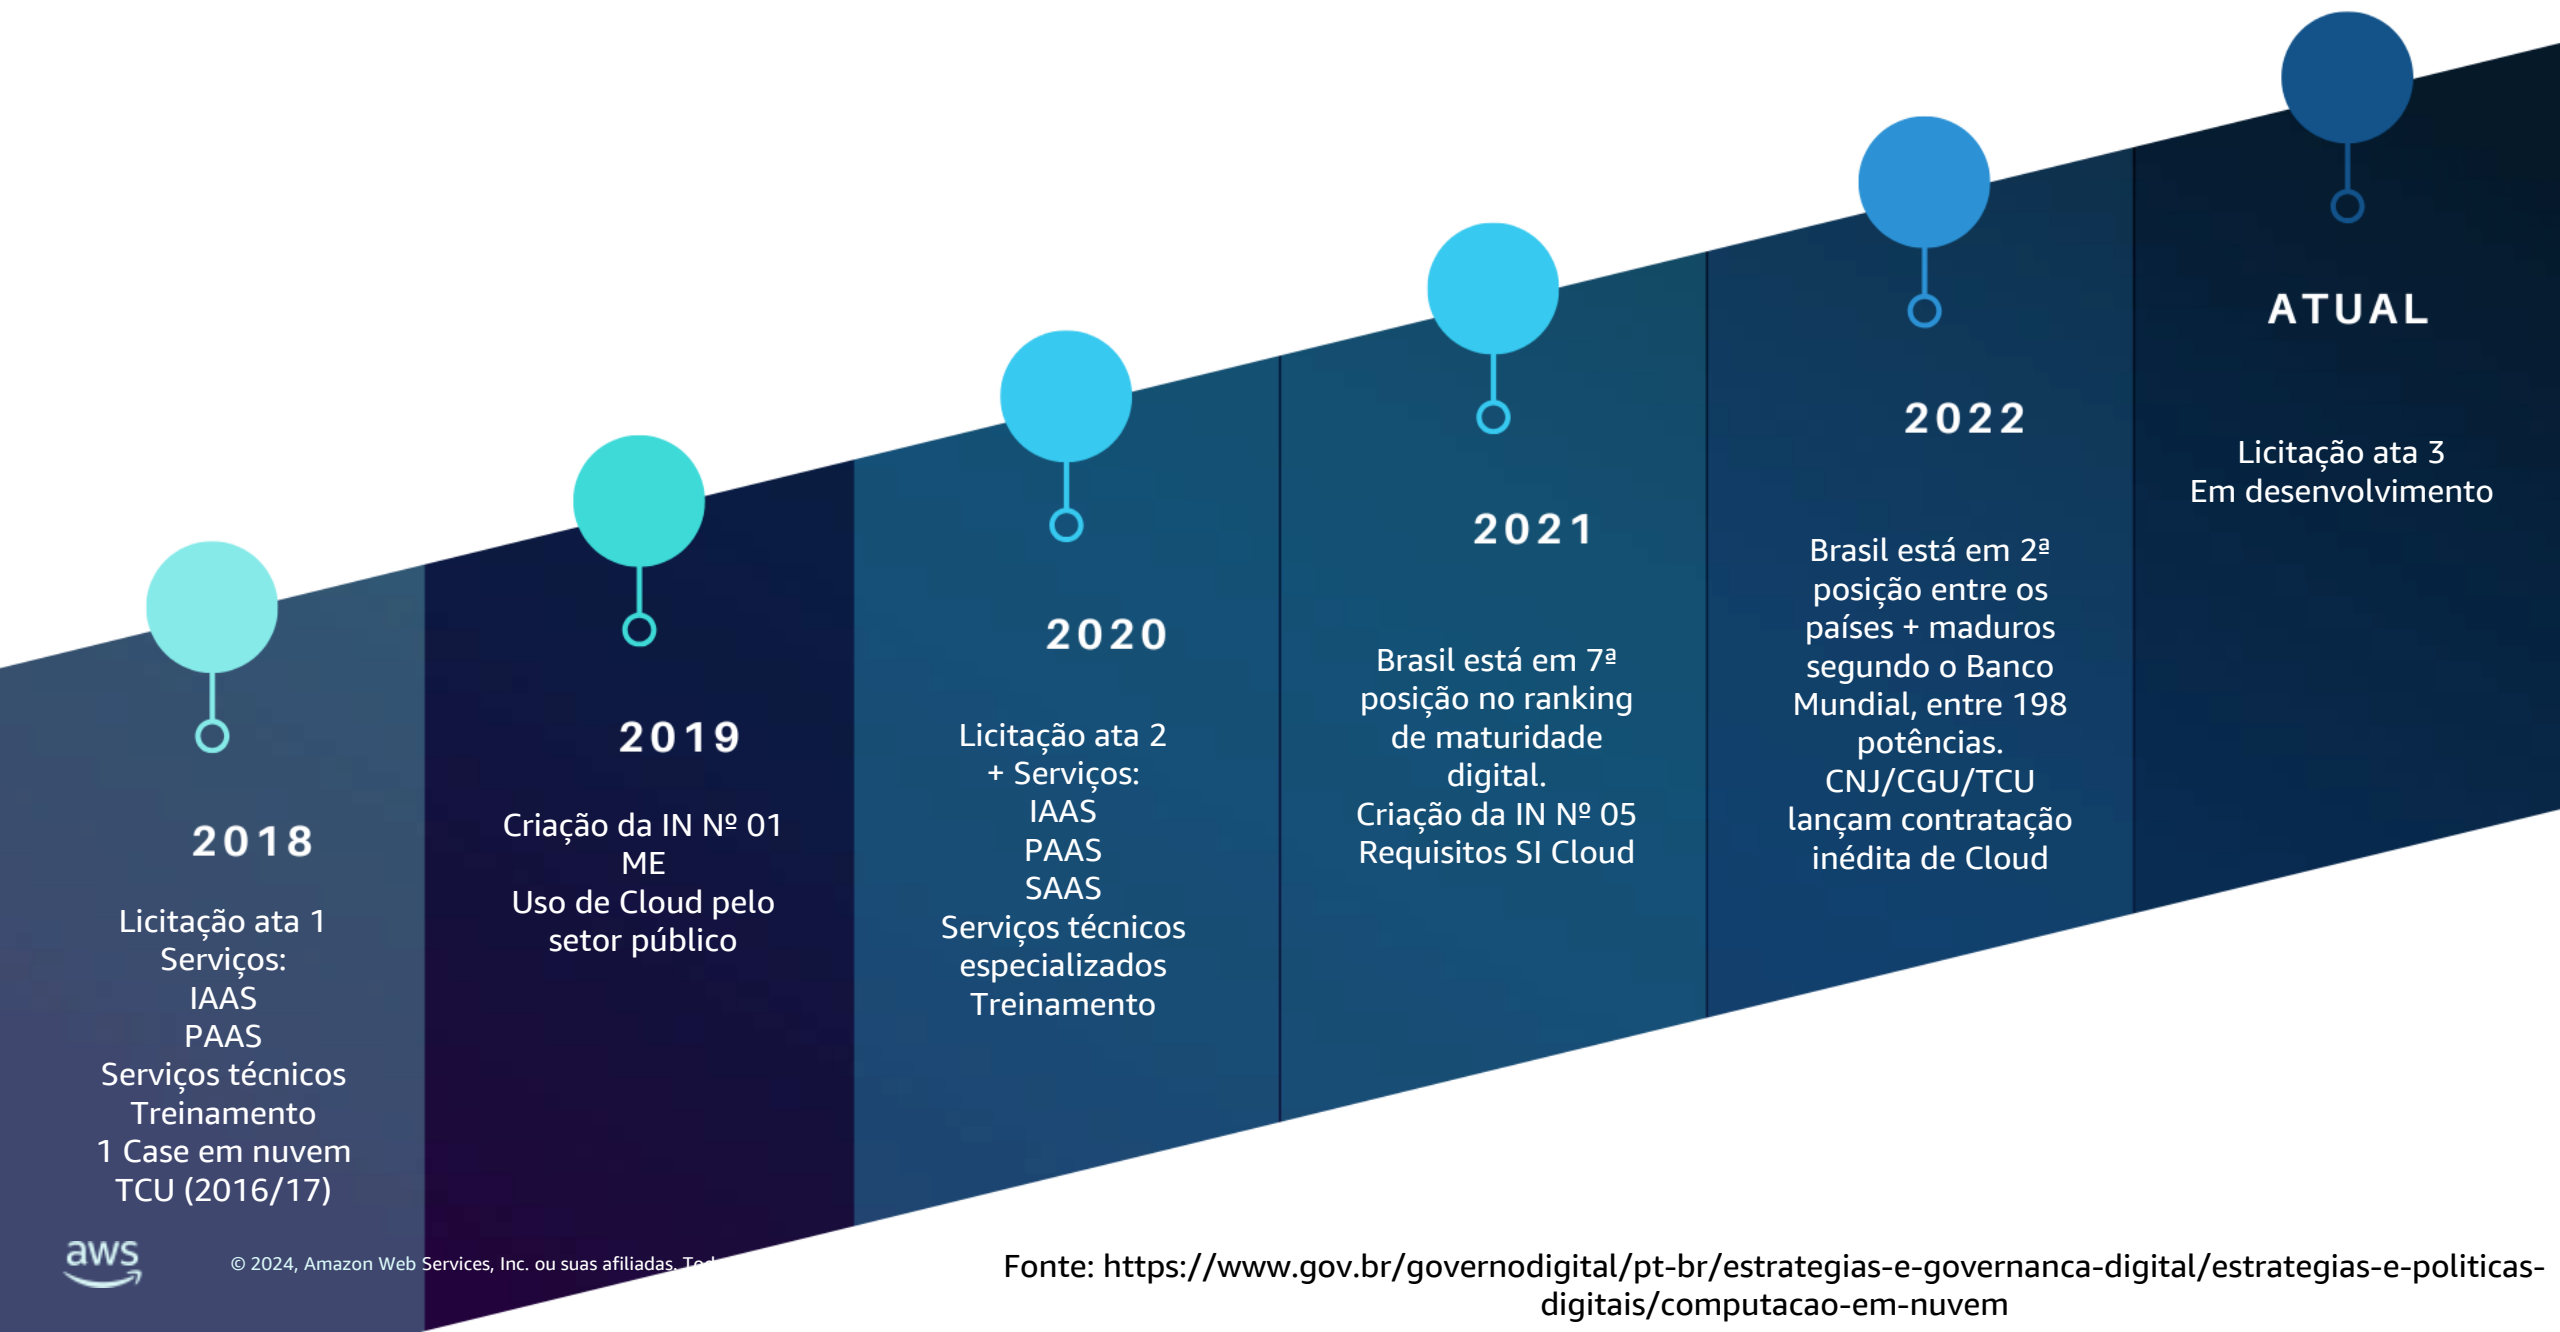 2018
Licitação ata 1
Serviços:
IAAS
PAAS
Serviços técnicos
Treinamento
1 Case em nuvem
TCU (2016/17)
2019
Criação da IN Nº 01
ME
Uso de Cloud pelo
setor público
2020
Licitação ata 2
+ Serviços:
IAAS
PAAS
SAAS
Serviços técnicos
especializados
Treinamento
2021
Brasil está em 7ª
posição no ranking
de maturidade
digital.
Criação da IN Nº 05
Requisitos SI Cloud
2022
Brasil está em 2ª
posição entre os
países + maduros
segundo o Banco
Mundial, entre 198
potências.
CNJ/CGU/TCU
lançam contratação
inédita de Cloud
ATUAL
Licitação ata 3
Em desenvolvimento
aws
© 2024, Amazon Web Services, Inc. ou suas afiliadas.
Fonte: https://www.gov.br/governodigital/pt-br/estrategias-e-governanca-digital/estrategias-e-politicas-
digitais/computacao-em-nuvem